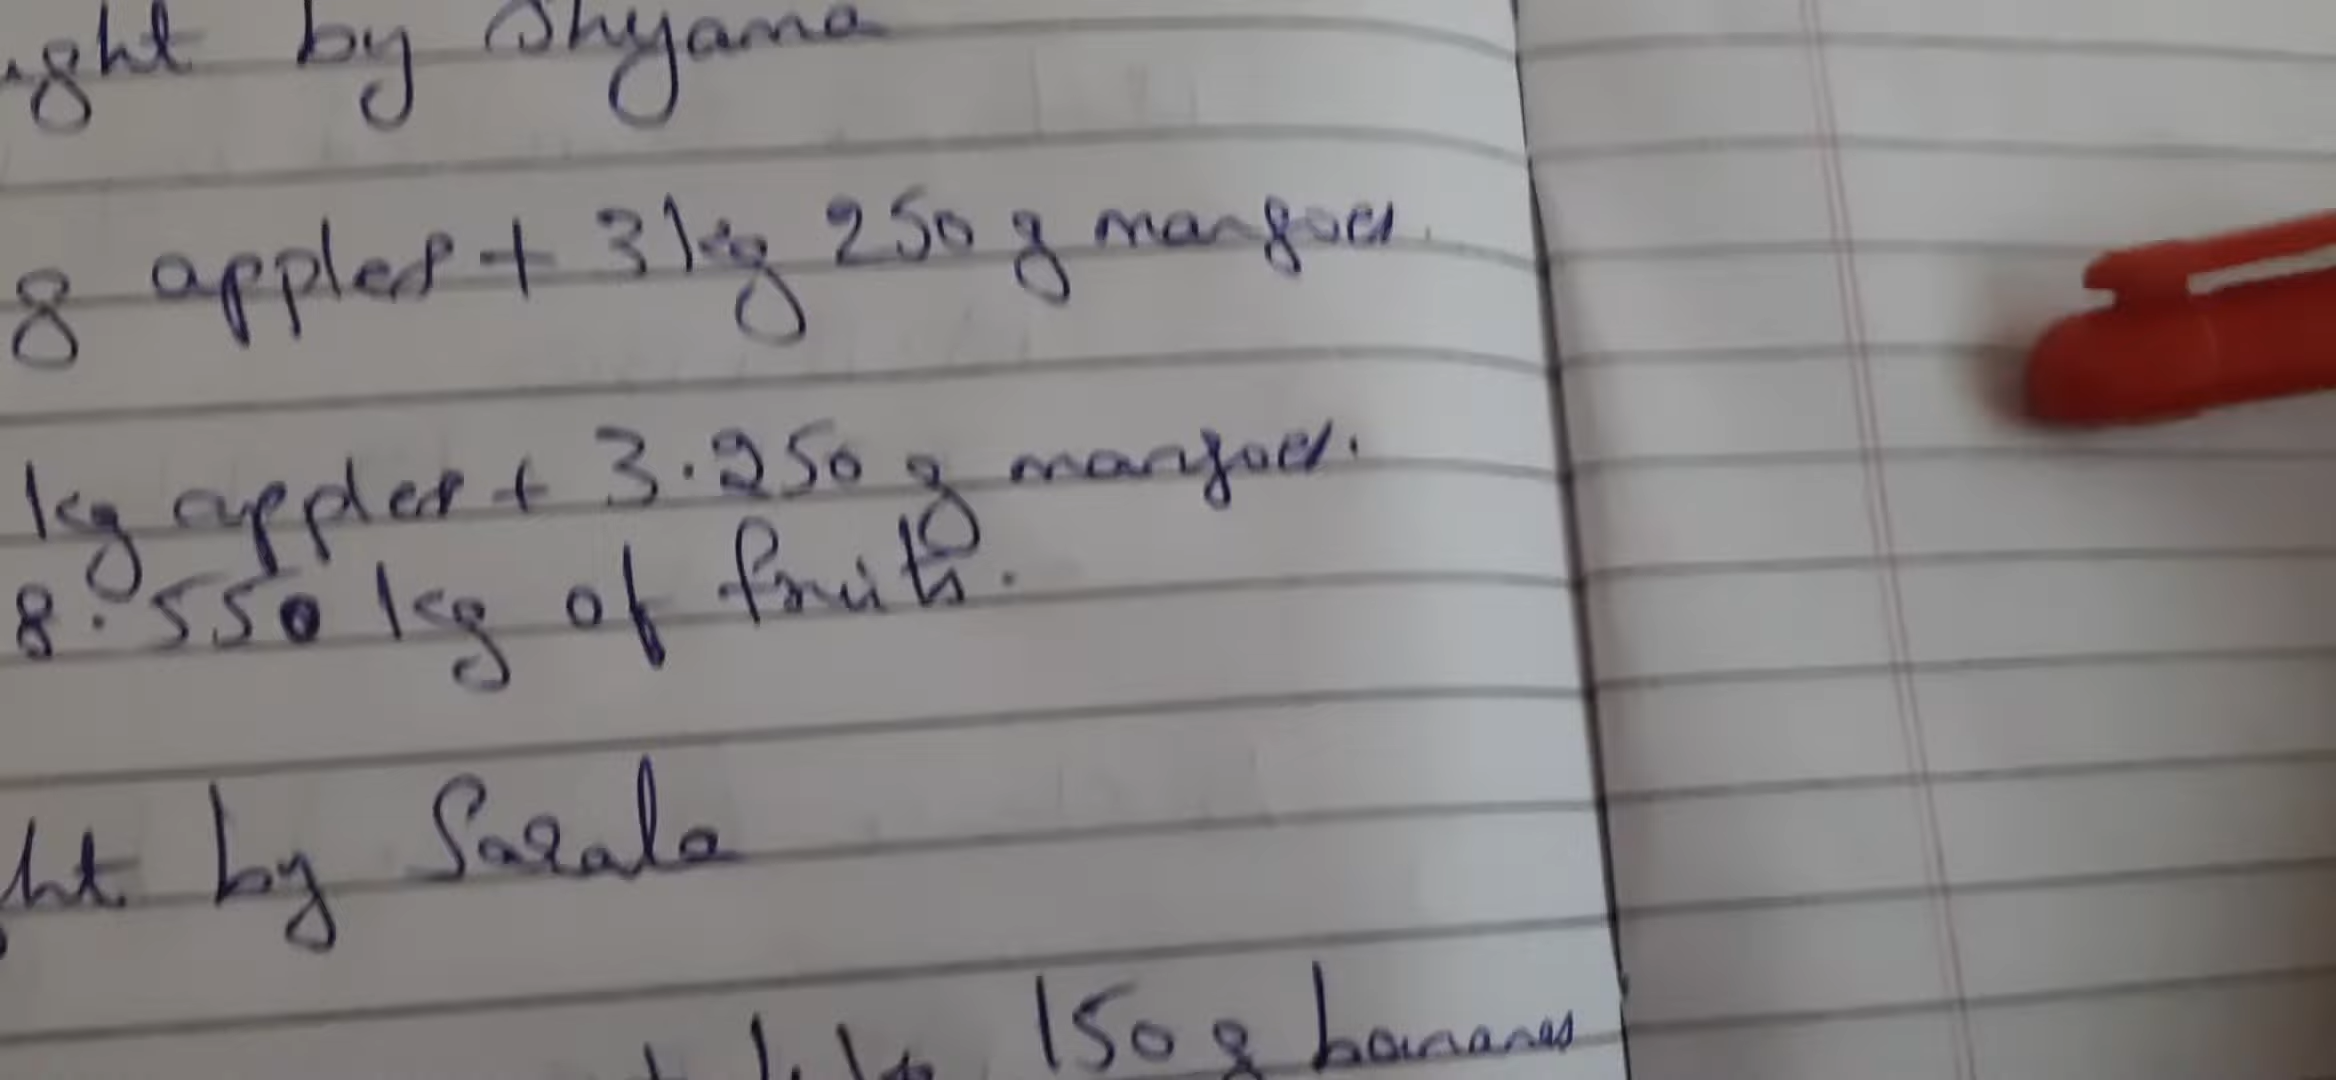 ght by Shyama
g apples + 3 kg 250 g mangoes.
kg apples + 3.250 g mangoes.
8.550 kg of fruits.
ht by Sarala
150 g bananas